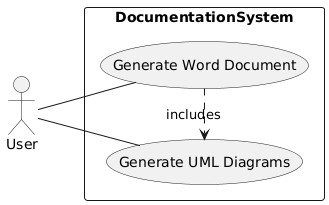 DocumentationSystem
Generate Word Document
includes
User
Generate UML Diagrams